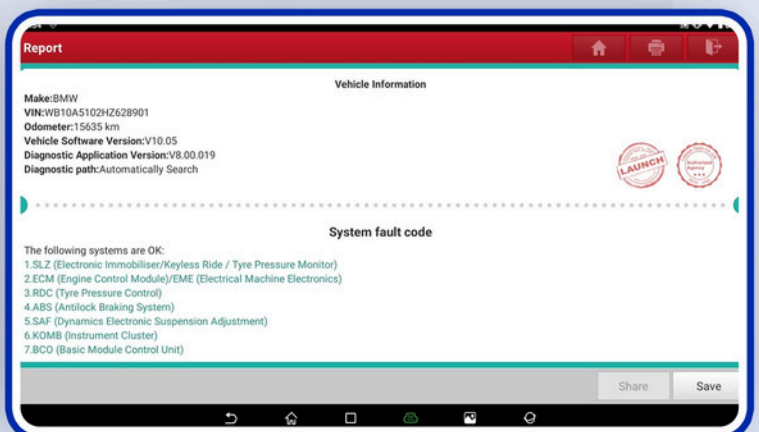 Report
Vehicle Information
Make:BMW
VIN:WB10A5102HZ628901
Odometer:15635 km
Vehicle Software Version:V10.05
Diagnostic Application Version:V8.00.019
Diagnostic path:Automatically Search
LAUNCH
Authorized
Agency
System fault code
The following systems are OK:
1.SLZ (Electronic Immobiliser/Keyless Ride / Tyre Pressure Monitor)
2.ECM (Engine Control Module)/EME (Electrical Machine Electronics)
3.RDC (Tyre Pressure Control)
4.ABS (Antilock Braking System)
5.SAF (Dynamics Electronic Suspension Adjustment)
6.KOMB (Instrument Cluster)
7.BCO (Basic Module Control Unit)
Share Save